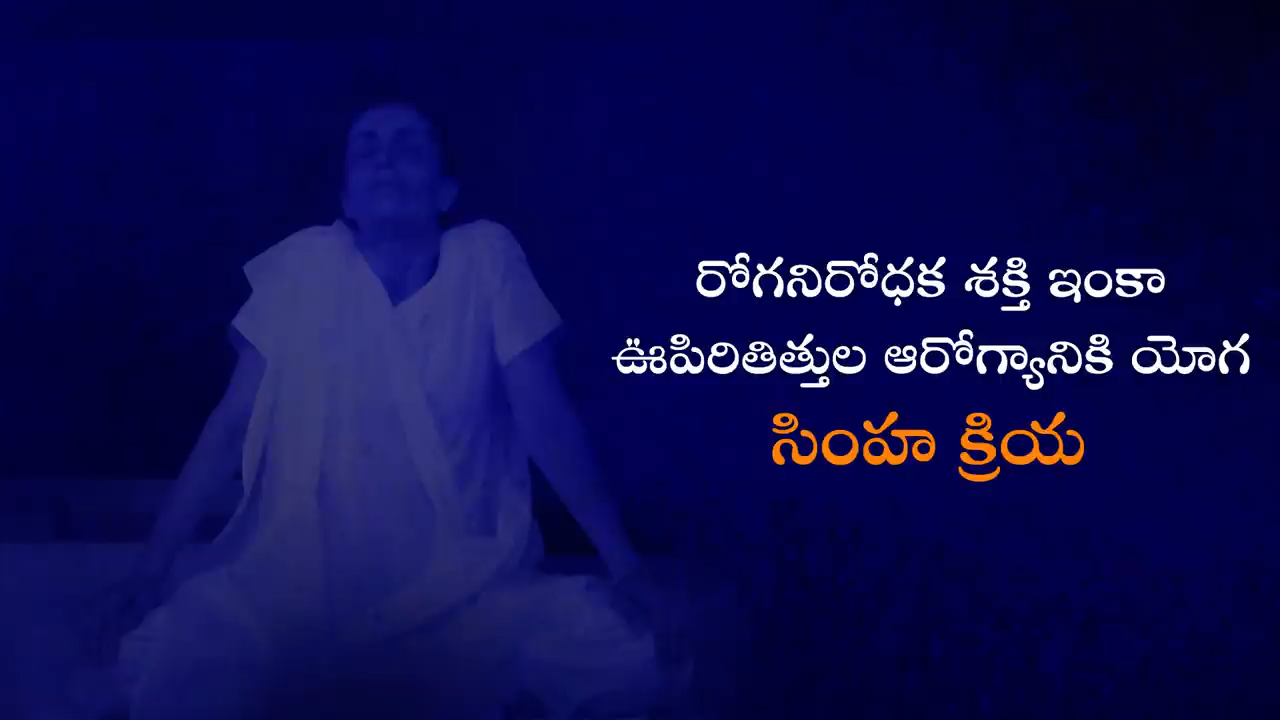 రోగనిరోధక శక్తి ఇంకా
ఊపిరితిత్తుల ఆరోగ్యానికి యోగ
సింహ క్రియ